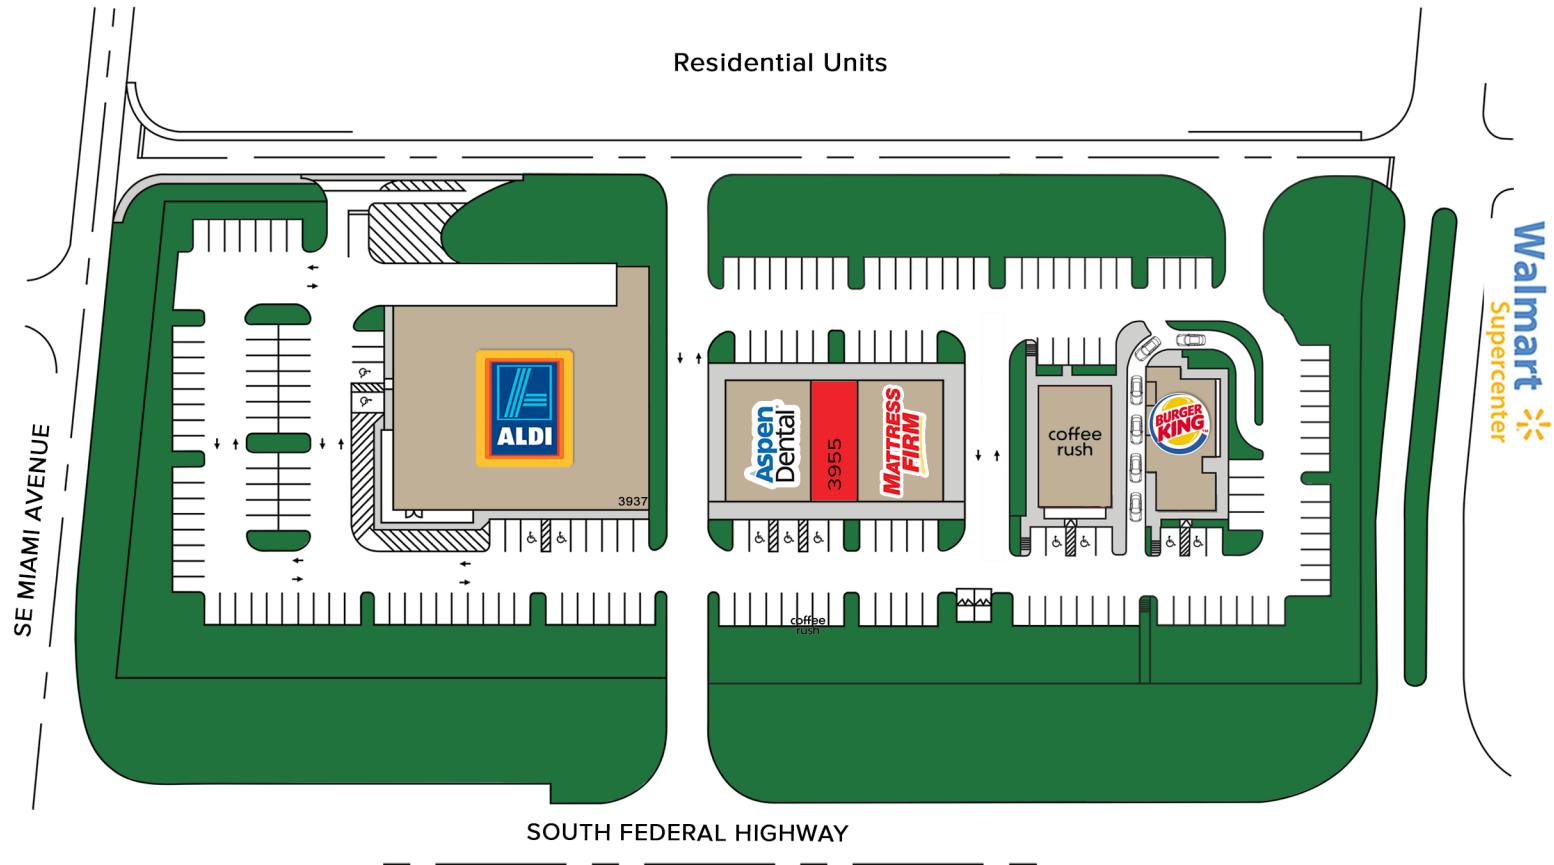 Residential Units
Walmart
Supercenter
ALDI
3937
Aspen
Dental
3955
MATTRESS
FIRM
coffee
rush
BURGER
KING
SE MIAMI AVENUE
coffee
rush
SOUTH FEDERAL HIGHWAY